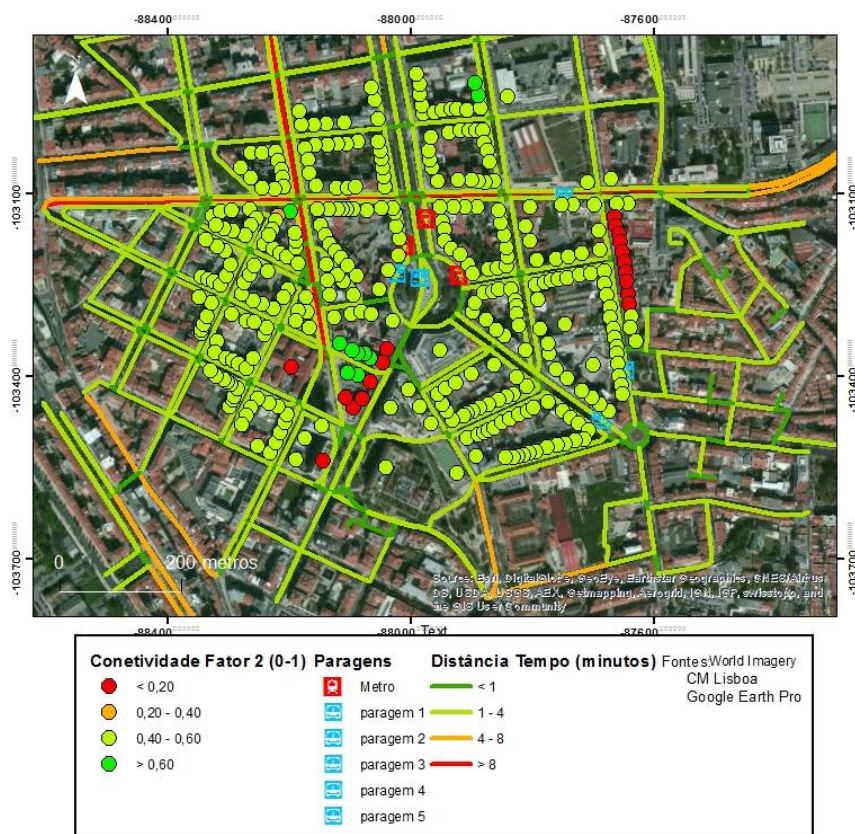 -88400 -88000 -87600
-103100 -103100
-103400 -103400
-103700 -103700
0 200 metros
Source: Esri, DigitalGlobe, GeoEye, Earthstar Geographics, CNES/Airbus
DS, USDA, USGS, AEX, Getmapping, Aerogrid, IGN, IGP, swisstopo, and
the GIS User Community
-88400 -88000 -87600
Text
Conetividade Fator 2 (0-1) Paragens Distância Tempo (minutos) Fontes:World Imagery
CM Lisboa
Google Earth Pro
< 0,20 Metro < 1
0,20 - 0,40 paragem 1 1 - 4
0,40 - 0,60 paragem 2 4 - 8
> 0,60 paragem 3 > 8
paragem 4
paragem 5